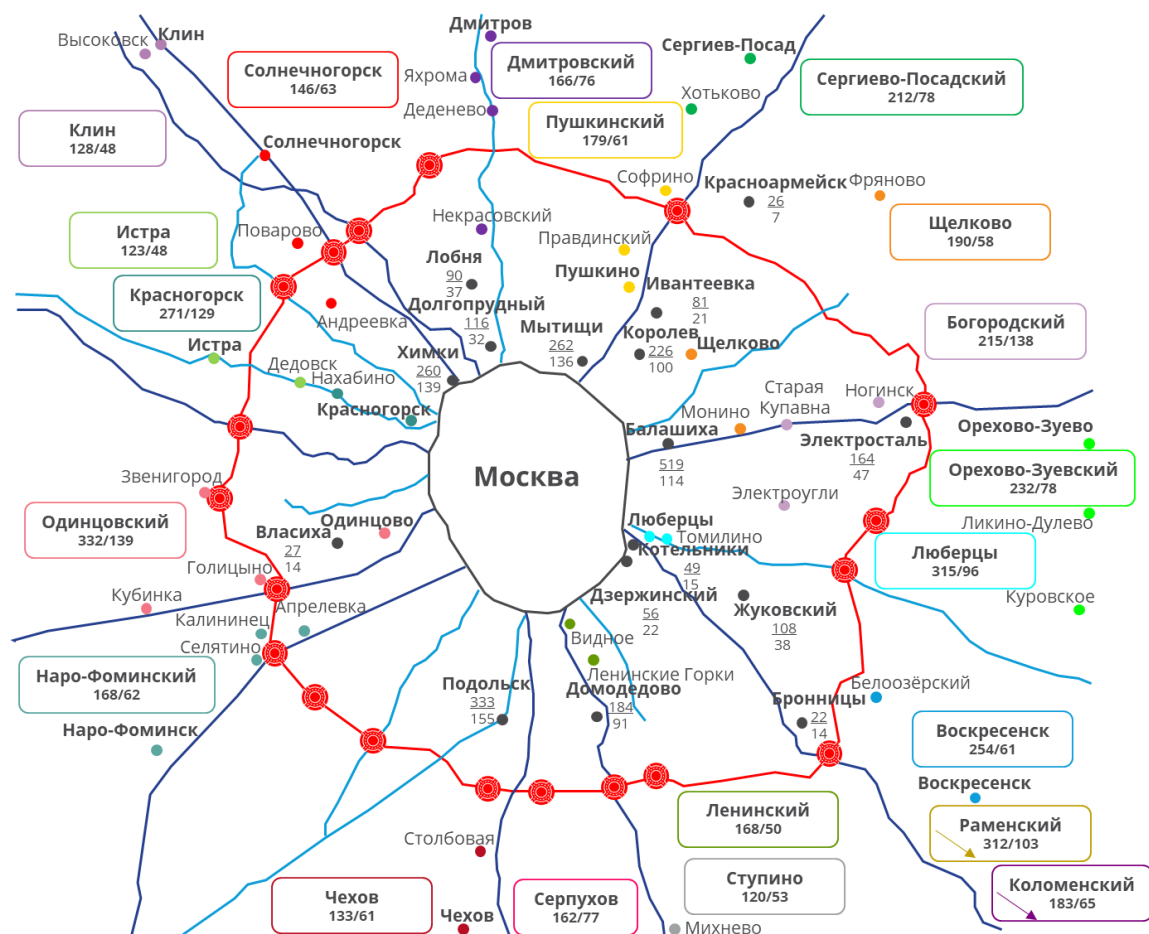 Дмитров
Клин
Высоковск
Сергиев-Посад
Солнечногорск
146/63
Дмитровский
166/76
Яхрома
Сергиево-Посадский
212/78
Хотьково
Деденево
Пушкинский
179/61
Клин
128/48
Солнечногорск
Софрино
Красноармейск
26
7
Фряново
Щелково
190/58
Истра
123/48
Поварово
Некрасовский
Правдинский
Лобня
90
37
Пушкино
Ивантеевка
81
21
Красногорск
271/129
Андреевка
Долгопрудный
116
32
Мытищи
262
136
Королев
226
100
Щелково
Богородский
215/138
Истра
Дедовск
Нахабино
Химки
260
139
Красногорск
Старая
Купавна
Ногинск
Монино
Балашиха
519
114
Электросталь
164
47
Орехово-Зуево
Орехово-Зуевский
232/78
Москва
Звенигород
Электроугли
Ликино-Дулево
Одинцовский
332/139
Власиха
27
14
Одинцово
Люберцы
Томилино
Котельники
49
15
Люберцы
315/96
Голицыно
Кубинка
Апрелевка
Калининец
Селятино
Дзержинский
56
22
Жуковский
108
38
Куровское
Видное
Ленинские Горки
Наро-Фоминский
168/62
Подольск
333
155
Домодедово
184
91
Белоозёрский
Бронницы
22
14
Наро-Фоминск
Воскресенск
254/61
Воскресенск
Ленинский
168/50
Раменский
312/103
Столбовая
Чехов
133/61
Чехов
Серпухов
162/77
Ступино
120/53
Михнево
Коломенский
183/65